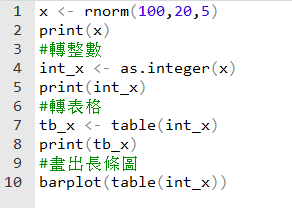 1 x <- rnorm(100,20,5)
2 print(x)
3 #轉整數
4 int_x <- as.integer(x)
5 print(int_x)
6 #轉表格
7 tb_x <- table(int_x)
8 print(tb_x)
9 #畫出長條圖
10 barplot(table(int_x))